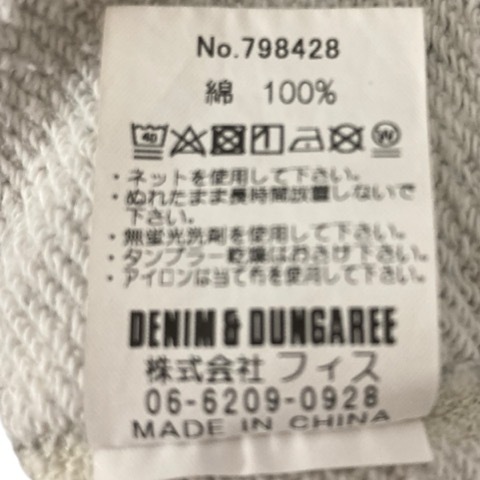 No.798428
綿 100%
40 W
・ネットを使用して下さい。
・ぬれたまま長時間放置しないで
下さい。
・無蛍光洗剤を使用して下さい。
・タンブラー乾燥はおさけ下さい。
・アイロンは当て布を使用して下さい。
DENIM & DUNGAREE
株式会社 フィス
06-6209-0928
MADE IN CHINA